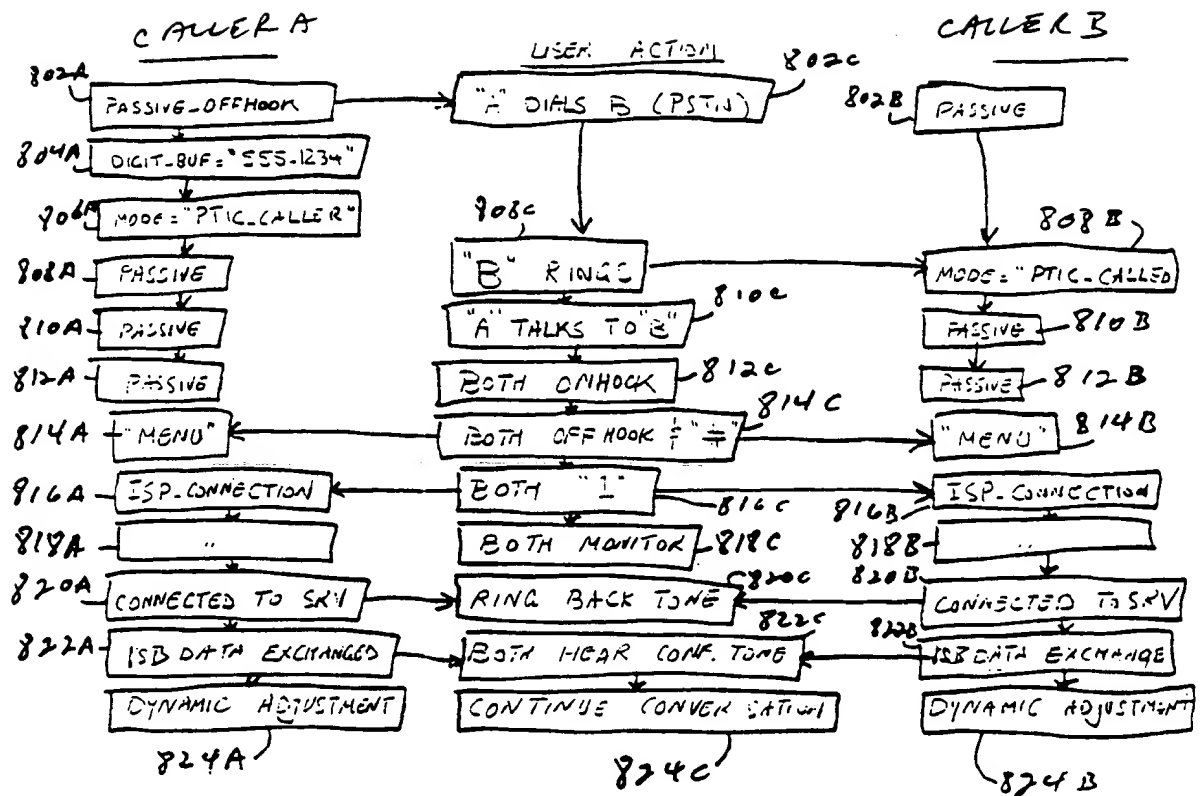 CALLER A
USER ACTION
CALLER B
802A
PASSIVE_OFFHOOK
"A" DIALS B (PSTN)
802C
802B
PASSIVE
804A
DIGIT_BUF="555-1234"
806A
MODE="PTIC_CALLER"
808C
808B
808A
PASSIVE
"B" RINGS
MODE="PTIC_CALLED
810C
810A
PASSIVE
"A" TALKS TO "B"
PASSIVE
810B
812A
PASSIVE
BOTH ONHOOK
812C
PASSIVE
812B
814C
814A
"MENU"
BOTH OFFHOOK
"MENU"
814B
816A
ISP_CONNECTION
BOTH "1"
816C
ISP_CONNECTION
816B
818A
..
BOTH MONITOR
818C
818B
..
820A
CONNECTED TO SRV
RING BACK TONE
820C
820B
CONNECTED TO SRV
822A
ISB DATA EXCHANGED
BOTH HEAR CONF. TONE
822C
822B
ISB DATA EXCHANGE
DYNAMIC ADJUSTMENT
CONTINUE CONVERSATION
DYNAMIC ADJUSTMENT
824A
824C
824B